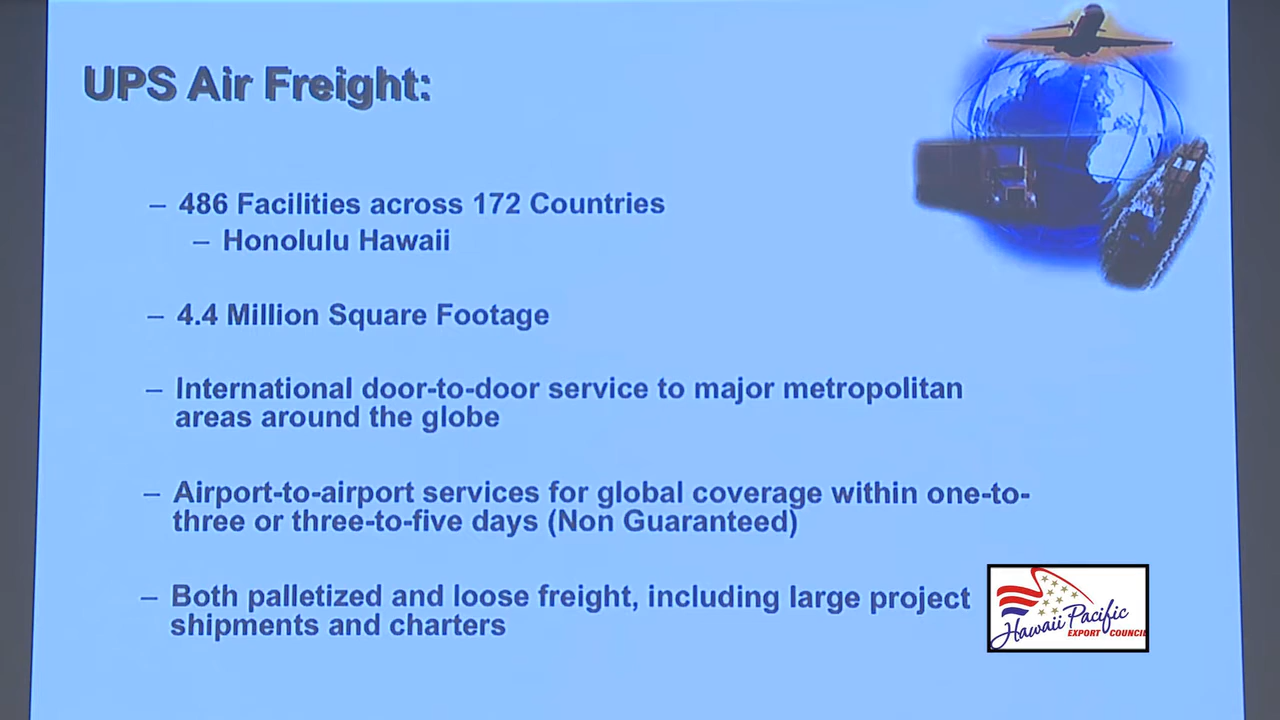 UPS Air Freight:
– 486 Facilities across 172 Countries
– Honolulu Hawaii
– 4.4 Million Square Footage
– International door-to-door service to major metropolitan
areas around the globe
– Airport-to-airport services for global coverage within one-to-
three or three-to-five days (Non Guaranteed)
– Both palletized and loose freight, including large project
shipments and charters
Hawaii Pacific
EXPORT COUNCIL